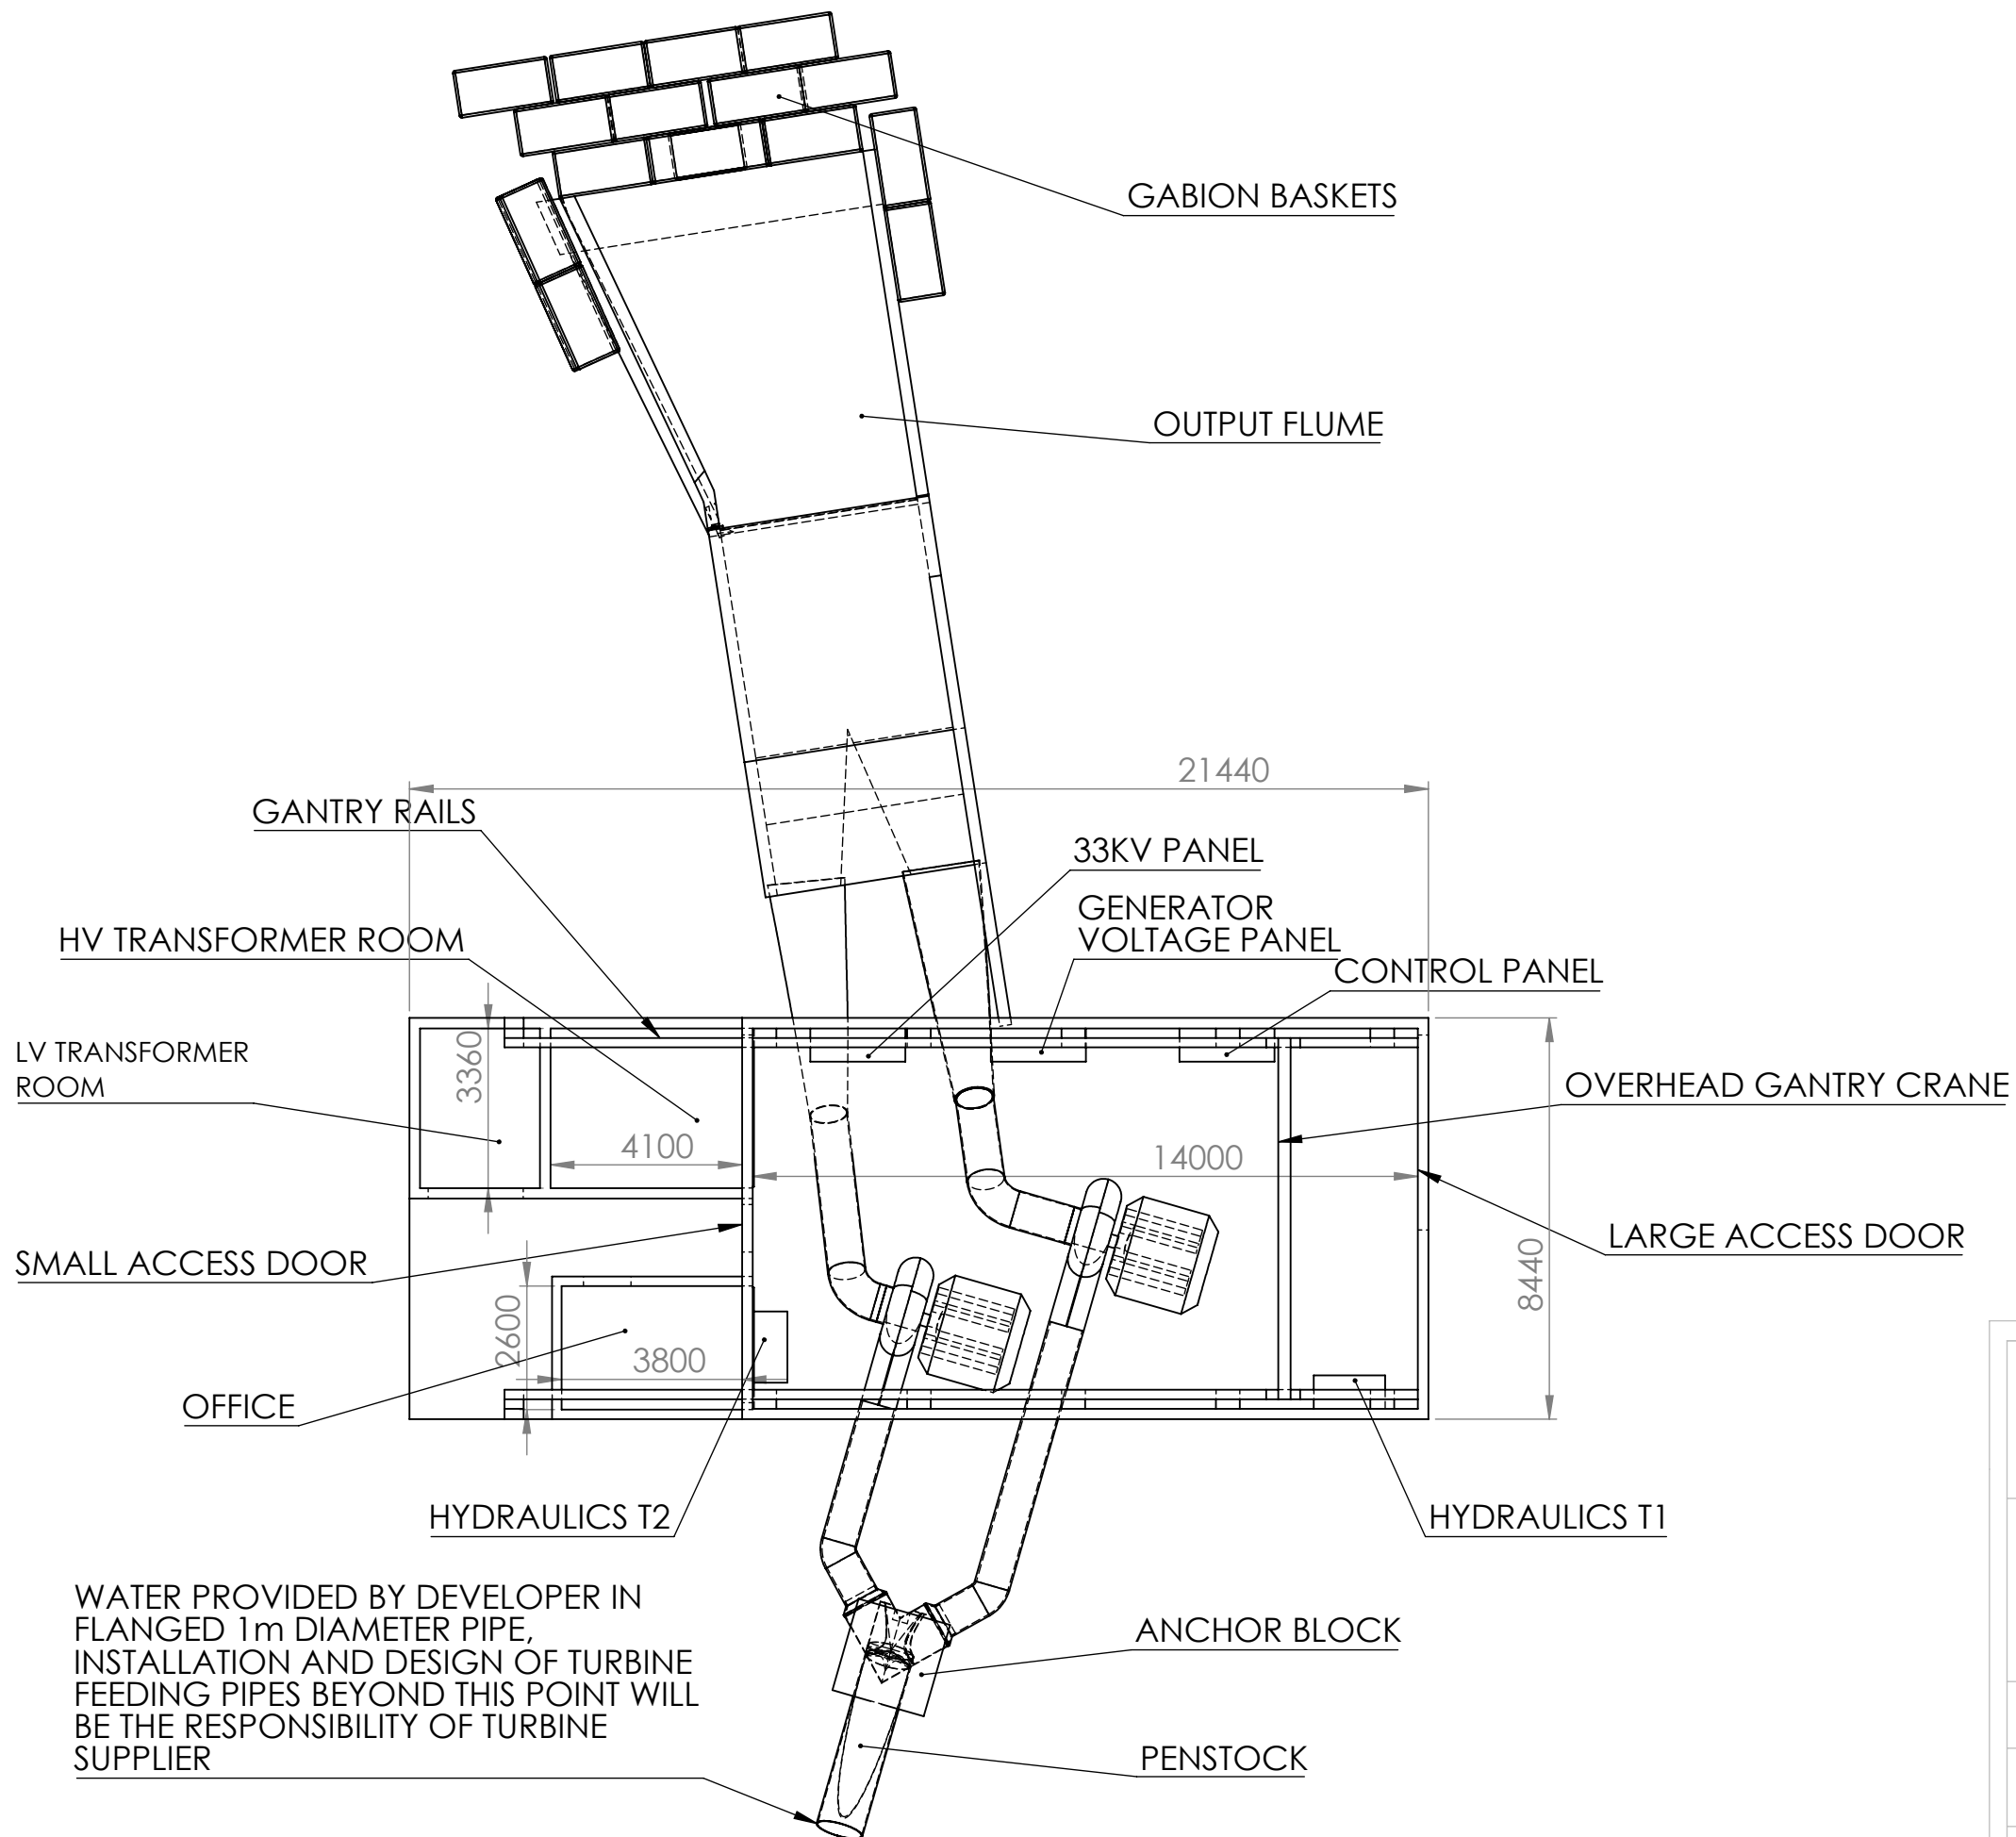 GABION BASKETS
OUTPUT FLUME
21440
GANTRY RAILS
33KV PANEL
GENERATOR
VOLTAGE PANEL
HV TRANSFORMER ROOM
CONTROL PANEL
LV TRANSFORMER
ROOM
3360
OVERHEAD GANTRY CRANE
4100
14000
LARGE ACCESS DOOR
SMALL ACCESS DOOR
8440
2600
3800
OFFICE
HYDRAULICS T2
HYDRAULICS T1
WATER PROVIDED BY DEVELOPER IN
FLANGED 1m DIAMETER PIPE,
INSTALLATION AND DESIGN OF TURBINE
FEEDING PIPES BEYOND THIS POINT WILL
BE THE RESPONSIBILITY OF TURBINE
SUPPLIER
ANCHOR BLOCK
PENSTOCK